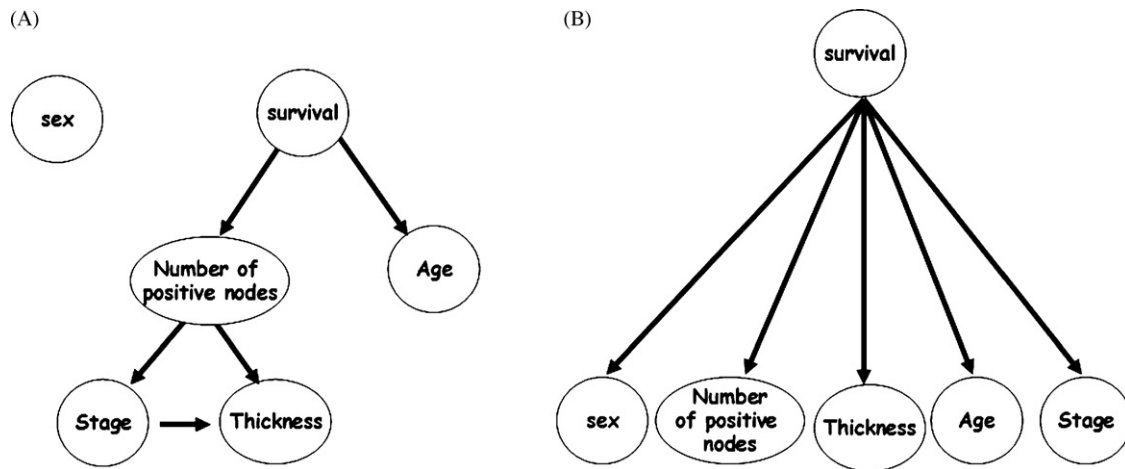 (A)
sex
survival
Number of
positive nodes
Age
Stage
Thickness
(B)
survival
sex
Number
of positive
nodes
Thickness
Age
Stage